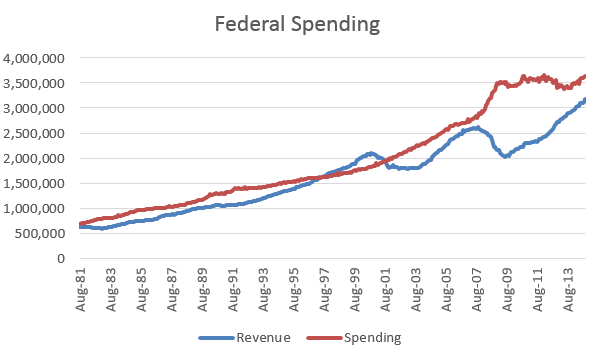 Federal Spending
4,000,000
3,500,000
3,000,000
2,500,000
2,000,000
1,500,000
1,000,000
500,000
0
Aug-81
Aug-83
Aug-85
Aug-87
Aug-89
Aug-91
Aug-93
Aug-95
Aug-97
Aug-99
Aug-01
Aug-03
Aug-05
Aug-07
Aug-09
Aug-11
Aug-13
Revenue Spending